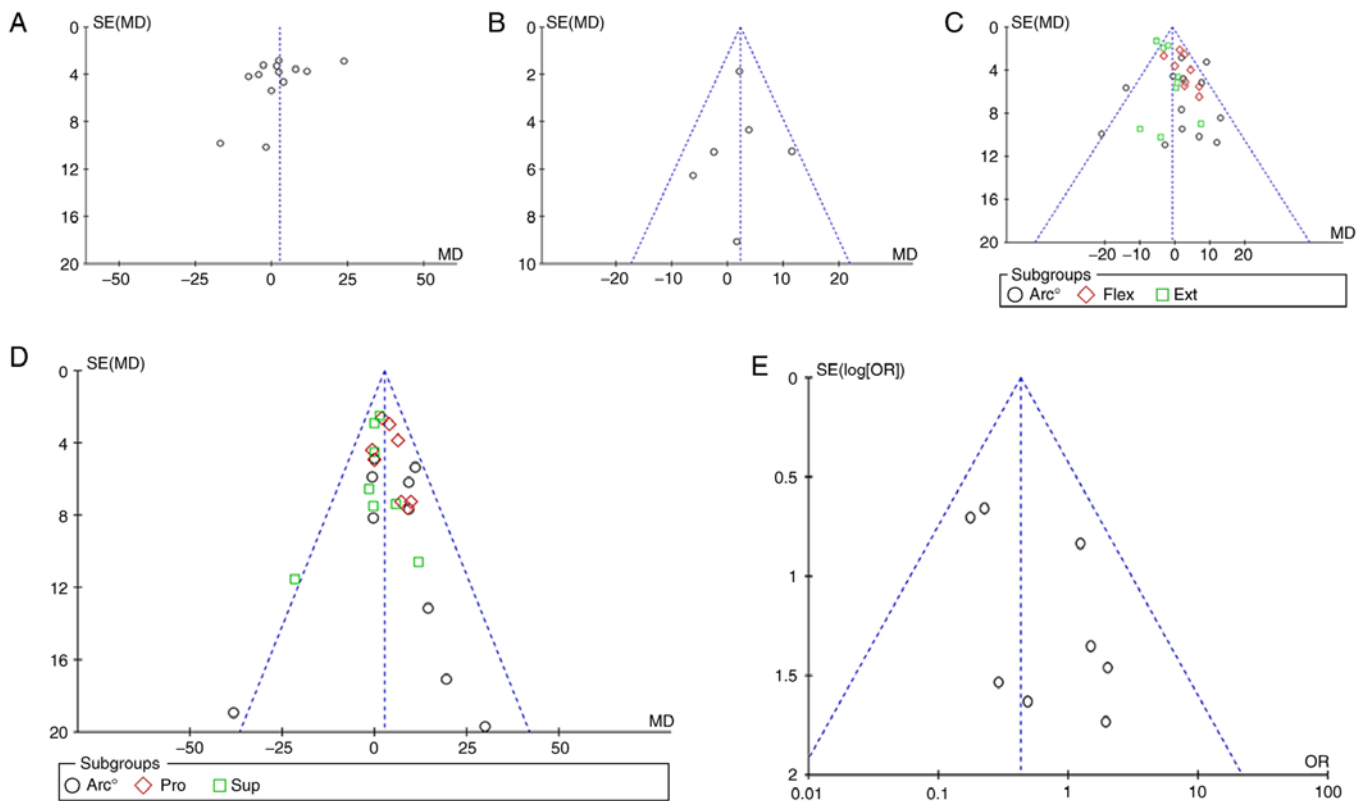 A
SE(MD)
0
4
8
12
16
20
−50
−25
0
25
50
MD
B
SE(MD)
0
2
4
6
8
10
−20
−10
0
10
20
MD
C
SE(MD)
0
4
8
12
16
20
−20
−10
0
10
20
MD
Subgroups
Arc° Flex Ext
D
SE(MD)
0
4
8
12
16
20
−50
−25
0
25
50
MD
Subgroups
Arc° Pro Sup
E
SE(log[OR])
0
0.5
1
1.5
2
0.01
0.1
1
10
100
OR